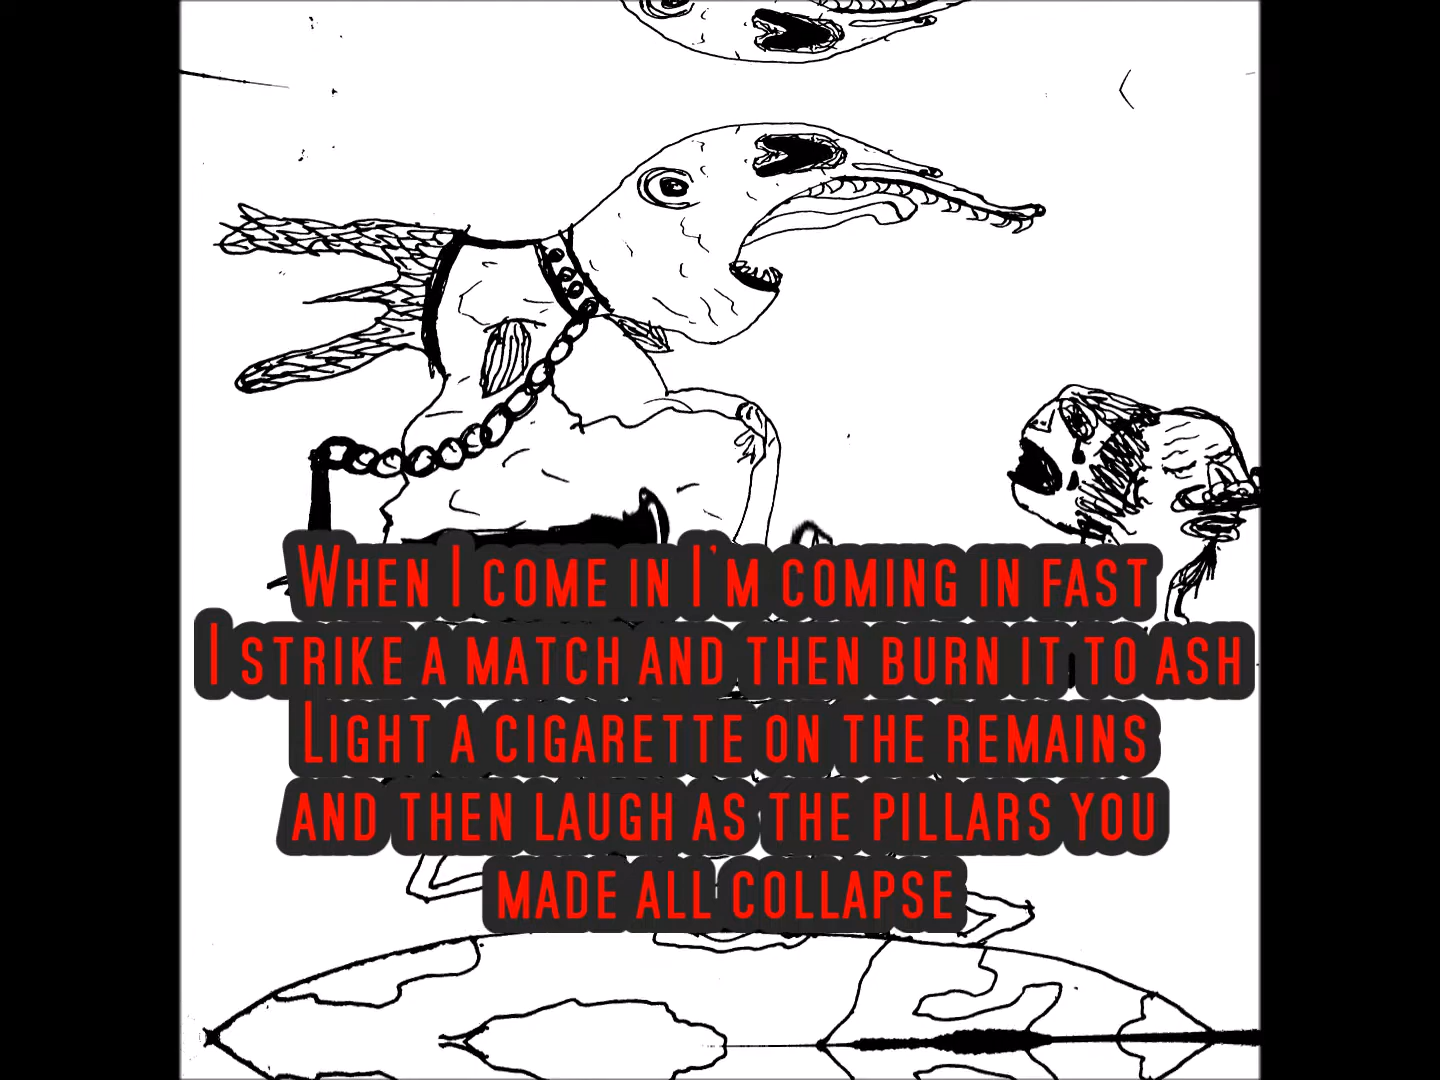 When I come in I'm coming in fast
I strike a match and then burn it to ash
Light a cigarette on the remains
and then laugh as the pillars you
made all collapse